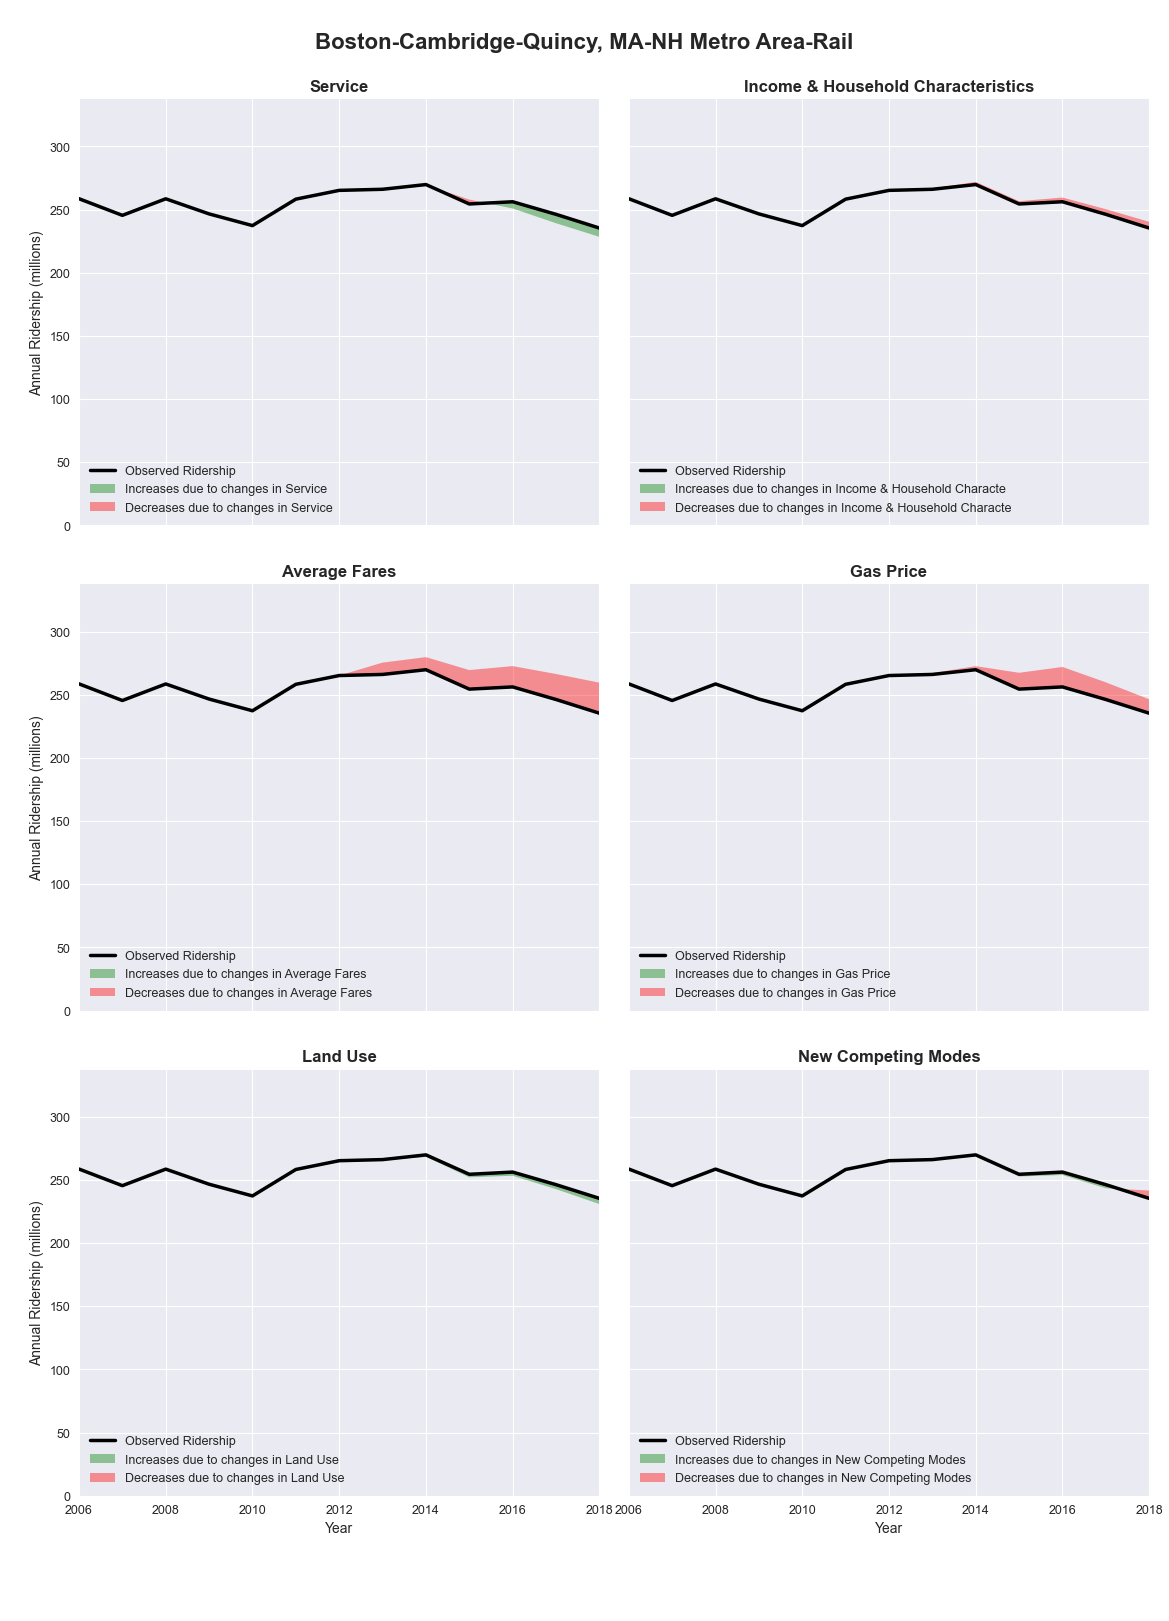 Boston-Cambridge-Quincy, MA-NH Metro Area-Rail
Service
300
250
200
150
100
50
0
Annual Ridership (millions)
Observed Ridership
Increases due to changes in Service
Decreases due to changes in Service
Income & Household Characteristics
Observed Ridership
Increases due to changes in Income & Household Characte
Decreases due to changes in Income & Household Characte
Average Fares
300
250
200
150
100
50
0
Annual Ridership (millions)
Observed Ridership
Increases due to changes in Average Fares
Decreases due to changes in Average Fares
Gas Price
Observed Ridership
Increases due to changes in Gas Price
Decreases due to changes in Gas Price
Land Use
300
250
200
150
100
50
0
Annual Ridership (millions)
Observed Ridership
Increases due to changes in Land Use
Decreases due to changes in Land Use
2006 2008 2010 2012 2014 2016 2018
Year
New Competing Modes
Observed Ridership
Increases due to changes in New Competing Modes
Decreases due to changes in New Competing Modes
2006 2008 2010 2012 2014 2016 2018
Year